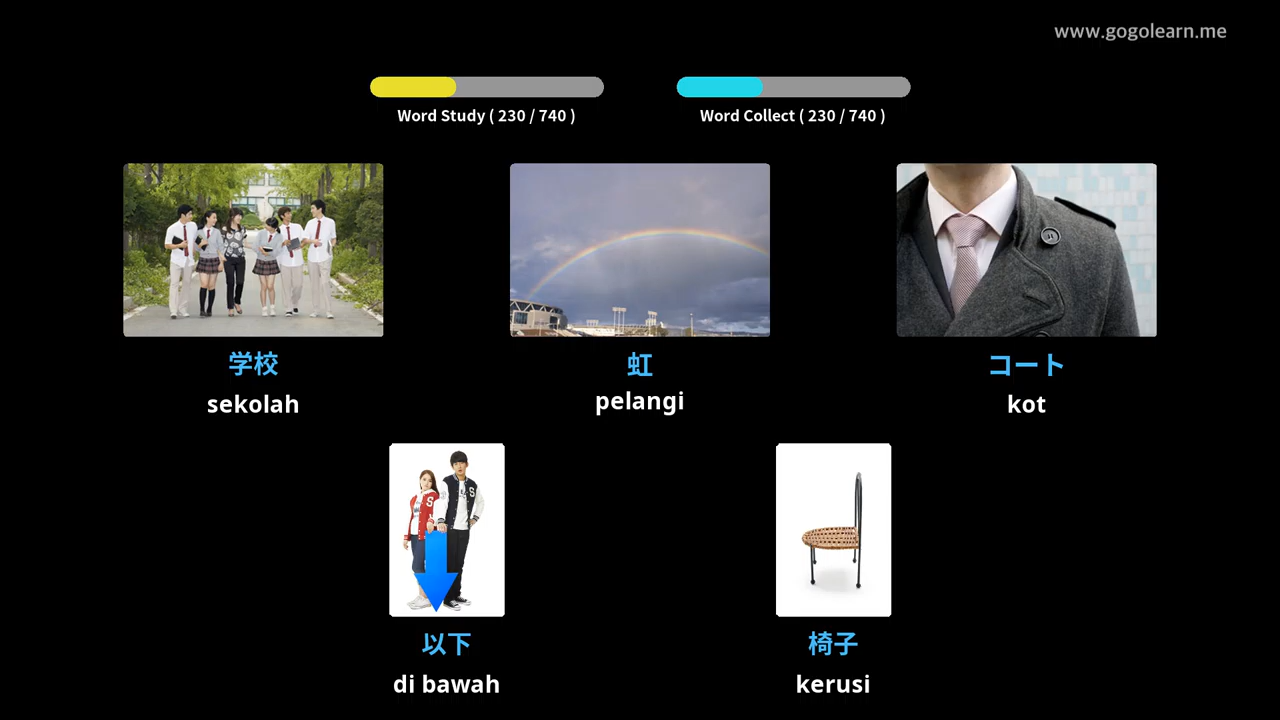 www.gogolearn.me
Word Study ( 230 / 740 )
Word Collect ( 230 / 740 )
学校
sekolah
虹
pelangi
コート
kot
以下
di bawah
椅子
kerusi